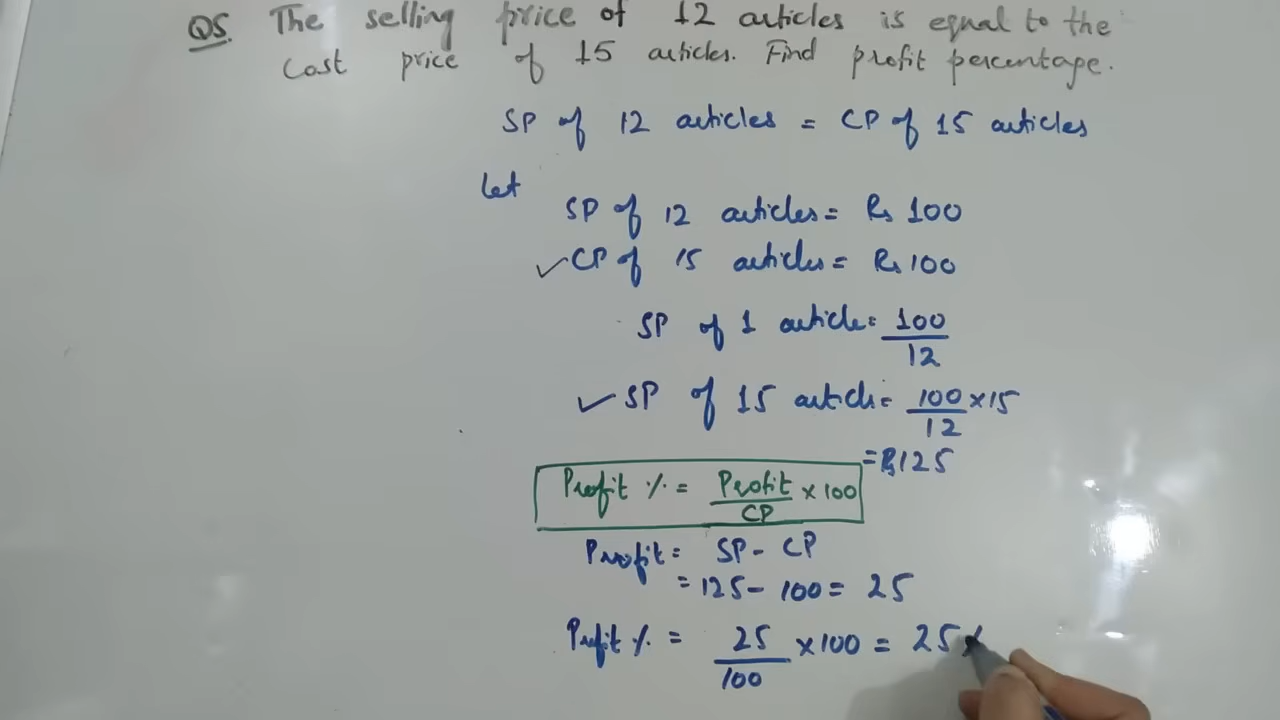 Q5. The selling price of 12 articles is equal to the
Cost price of 15 articles. Find profit percentage.
SP of 12 articles = CP of 15 articles
Let
SP of 12 articles = Rs 100
✓ CP of 15 articles = Rs 100
SP of 1 article = 100/12
✓ SP of 15 article = 100/12 × 15
= Rs 125
Profit % = Profit/CP × 100
Profit = SP - CP
= 125 - 100 = 25
Profit % = 25/100 × 100 = 25%